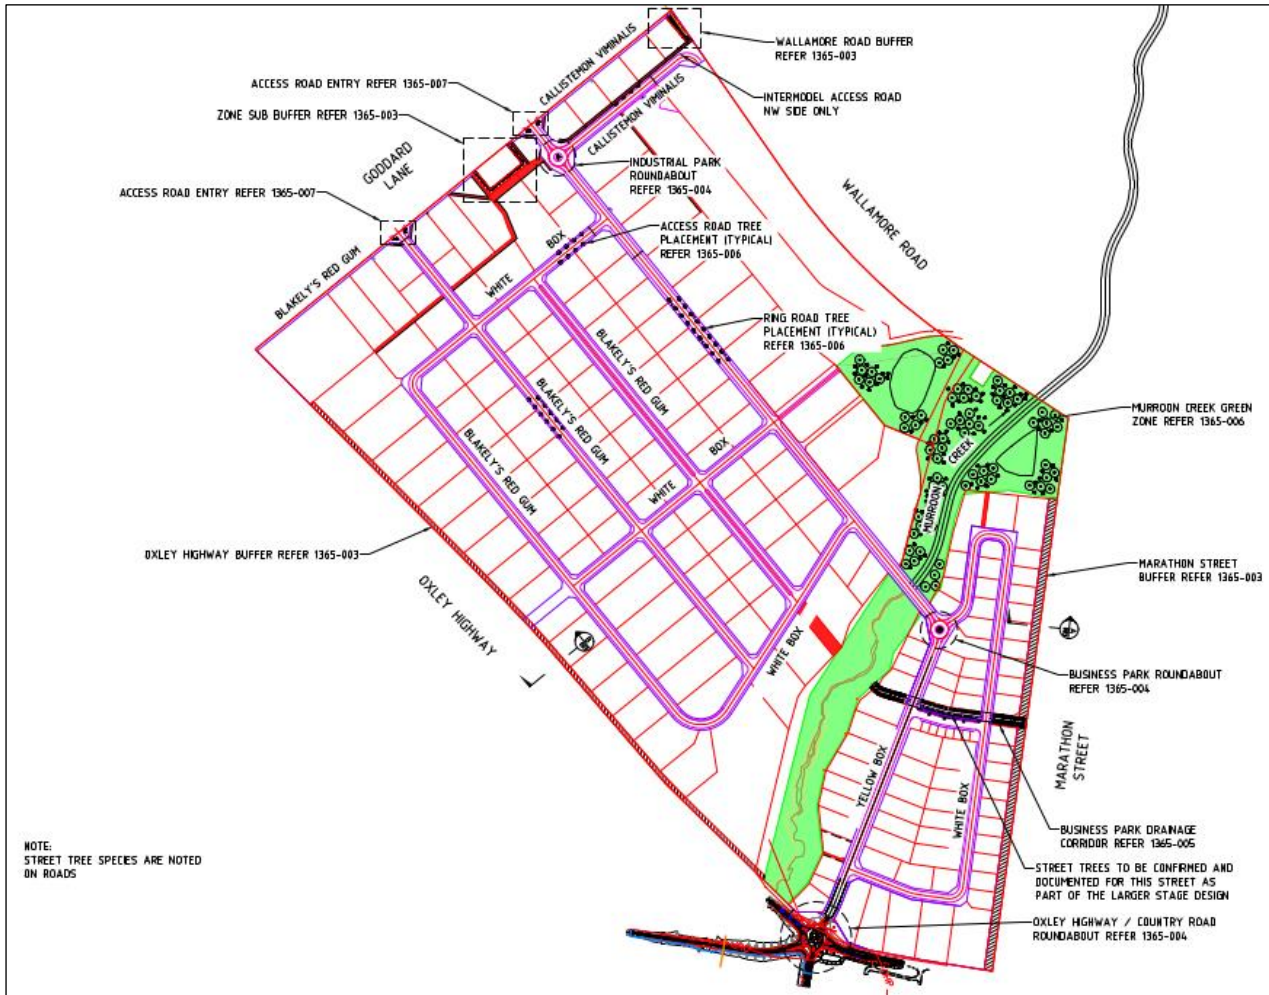 CALLISTEMON VIMINALIS
WALLAMORE ROAD BUFFER
REFER 1365-003
ACCESS ROAD ENTRY REFER 1365-007
INTERMODEL ACCESS ROAD
NW SIDE ONLY
ZONE SUB BUFFER REFER 1365-003
CALLISTEMON VIMINALIS
GODDARD
LANE
INDUSTRIAL PARK
ROUNDABOUT
REFER 1365-004
ACCESS ROAD ENTRY REFER 1365-007
WALLAMORE ROAD
ACCESS ROAD TREE
PLACEMENT (TYPICAL)
REFER 1365-006
BLAKELY'S RED GUM
WHITE
BOX
RING ROAD TREE
PLACEMENT (TYPICAL)
REFER 1365-006
BLAKELY'S RED GUM
BLAKELY'S RED GUM
BLAKELY'S RED GUM
MURROON CREEK GREEN
ZONE REFER 1365-006
WHITE
BOX
MURROON
CREEK
OXLEY HIGHWAY BUFFER REFER 1365-003
MARATHON STREET
BUFFER REFER 1365-003
OXLEY HIGHWAY
WHITE BOX
BUSINESS PARK ROUNDABOUT
REFER 1365-004
MARATHON
STREET
YELLOW BOX
WHITE BOX
BUSINESS PARK DRAINAGE
CORRIDOR REFER 1365-005
STREET TREES TO BE CONFIRMED AND
DOCUMENTED FOR THIS STREET AS
PART OF THE LARGER STAGE DESIGN
OXLEY HIGHWAY / COUNTRY ROAD
ROUNDABOUT REFER 1365-004
NOTE:
STREET TREE SPECIES ARE NOTED
ON ROADS